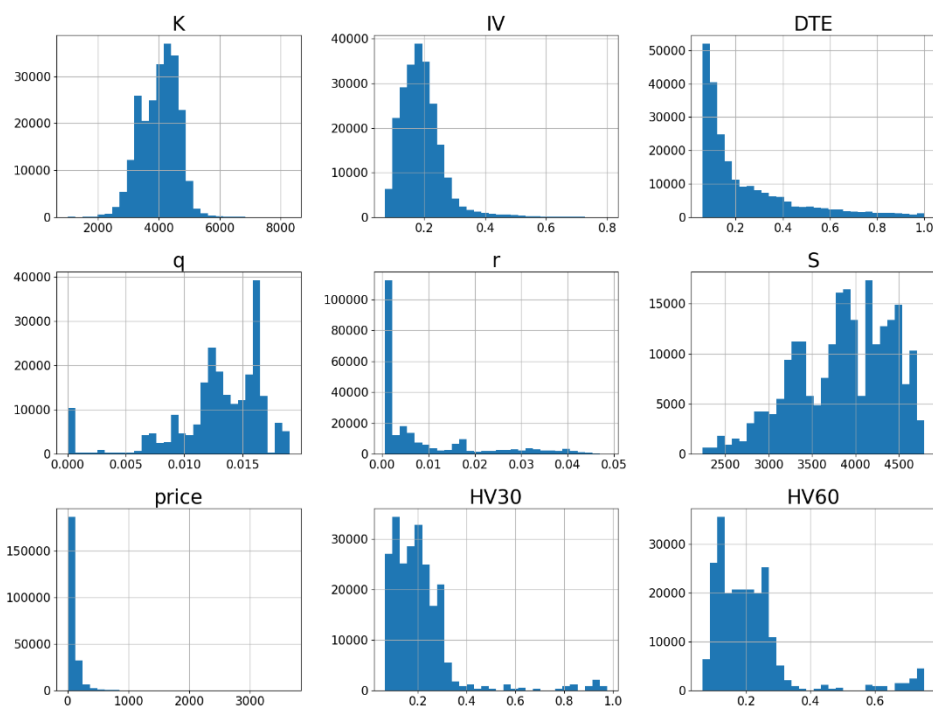 K
30000
20000
10000
0
2000 4000 6000 8000
IV
40000
30000
20000
10000
0
0.2 0.4 0.6 0.8
DTE
50000
40000
30000
20000
10000
0
0.2 0.4 0.6 0.8 1.0
q
40000
30000
20000
10000
0
0.000 0.005 0.010 0.015
r
100000
80000
60000
40000
20000
0
0.00 0.01 0.02 0.03 0.04 0.05
S
15000
10000
5000
0
2500 3000 3500 4000 4500
price
150000
100000
50000
0
0 1000 2000 3000
HV30
30000
20000
10000
0
0.2 0.4 0.6 0.8 1.0
HV60
30000
20000
10000
0
0.2 0.4 0.6